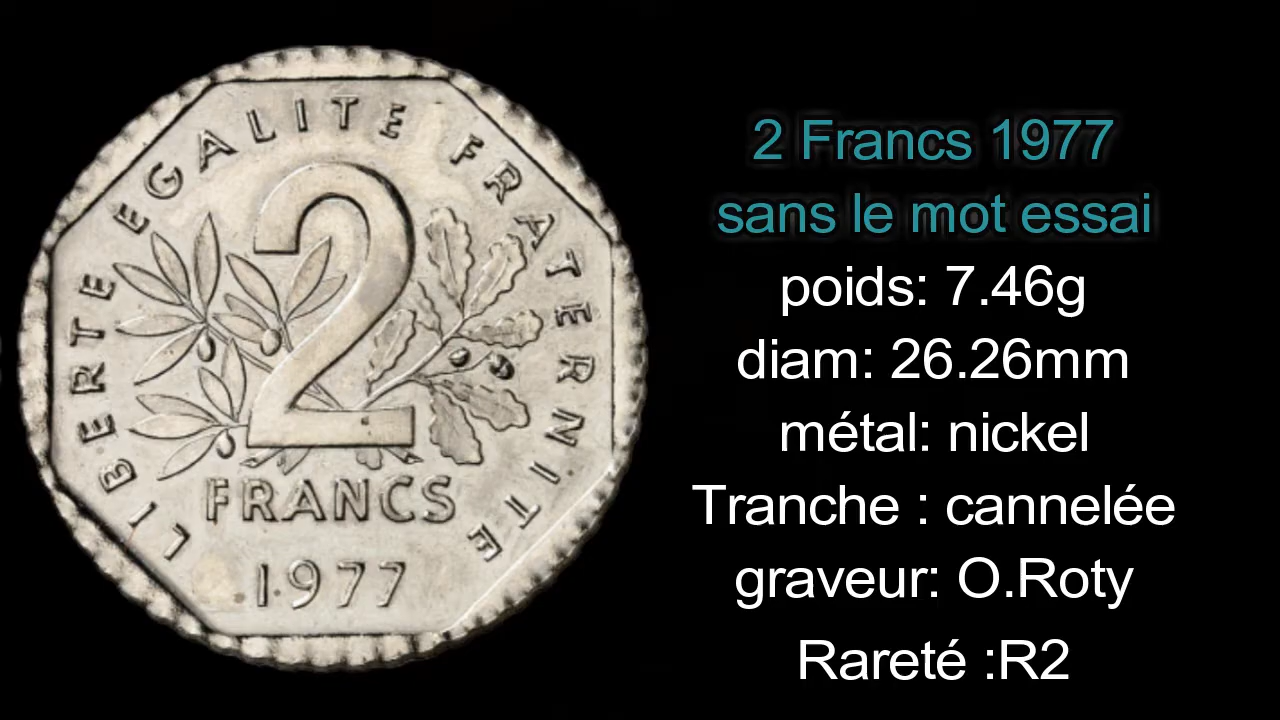 LIBERTE EGALITE FRATERNITE
2
FRANCS
1977
2 Francs 1977
sans le mot essai
poids: 7.46g
diam: 26.26mm
métal: nickel
Tranche : cannelée
graveur: O.Roty
Rareté :R2